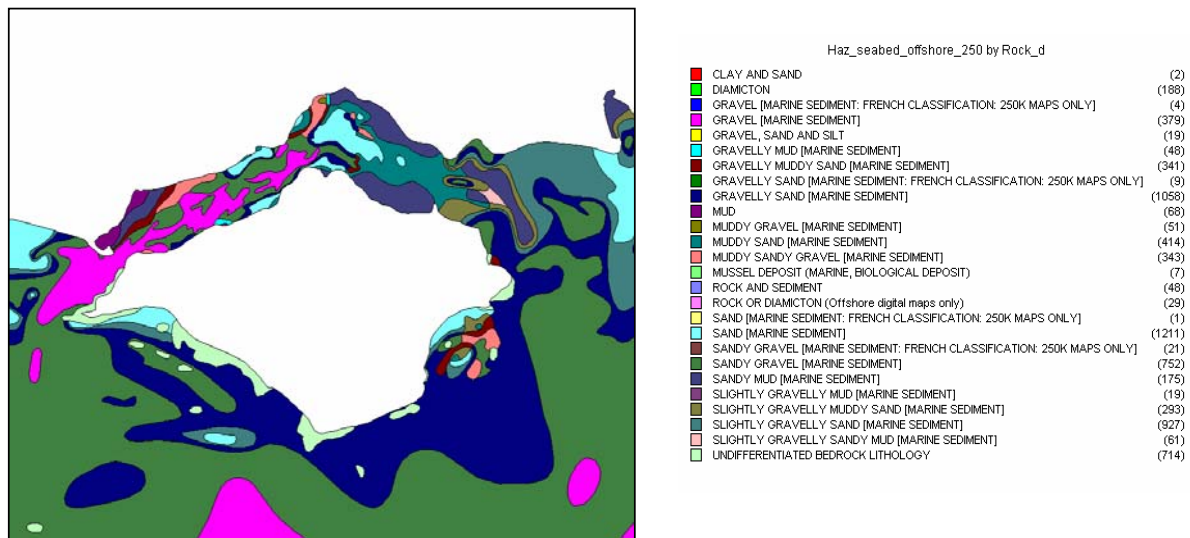 Haz_seabed_offshore_250 by Rock_d
CLAY AND SAND (2)
DIAMICTON (188)
GRAVEL [MARINE SEDIMENT: FRENCH CLASSIFICATION: 250K MAPS ONLY] (4)
GRAVEL [MARINE SEDIMENT] (379)
GRAVEL, SAND AND SILT (19)
GRAVELLY MUD [MARINE SEDIMENT] (48)
GRAVELLY MUDDY SAND [MARINE SEDIMENT] (341)
GRAVELLY SAND [MARINE SEDIMENT: FRENCH CLASSIFICATION: 250K MAPS ONLY] (9)
GRAVELLY SAND [MARINE SEDIMENT] (1058)
MUD (68)
MUDDY GRAVEL [MARINE SEDIMENT] (51)
MUDDY SAND [MARINE SEDIMENT] (414)
MUDDY SANDY GRAVEL [MARINE SEDIMENT] (343)
MUSSEL DEPOSIT (MARINE, BIOLOGICAL DEPOSIT) (7)
ROCK AND SEDIMENT (48)
ROCK OR DIAMICTON (Offshore digital maps only) (29)
SAND [MARINE SEDIMENT: FRENCH CLASSIFICATION: 250K MAPS ONLY] (1)
SAND [MARINE SEDIMENT] (1211)
SANDY GRAVEL [MARINE SEDIMENT: FRENCH CLASSIFICATION: 250K MAPS ONLY] (21)
SANDY GRAVEL [MARINE SEDIMENT] (752)
SANDY MUD [MARINE SEDIMENT] (175)
SLIGHTLY GRAVELLY MUD [MARINE SEDIMENT] (19)
SLIGHTLY GRAVELLY MUDDY SAND [MARINE SEDIMENT] (293)
SLIGHTLY GRAVELLY SAND [MARINE SEDIMENT] (927)
SLIGHTLY GRAVELLY SANDY MUD [MARINE SEDIMENT] (61)
UNDIFFERENTIATED BEDROCK LITHOLOGY (714)